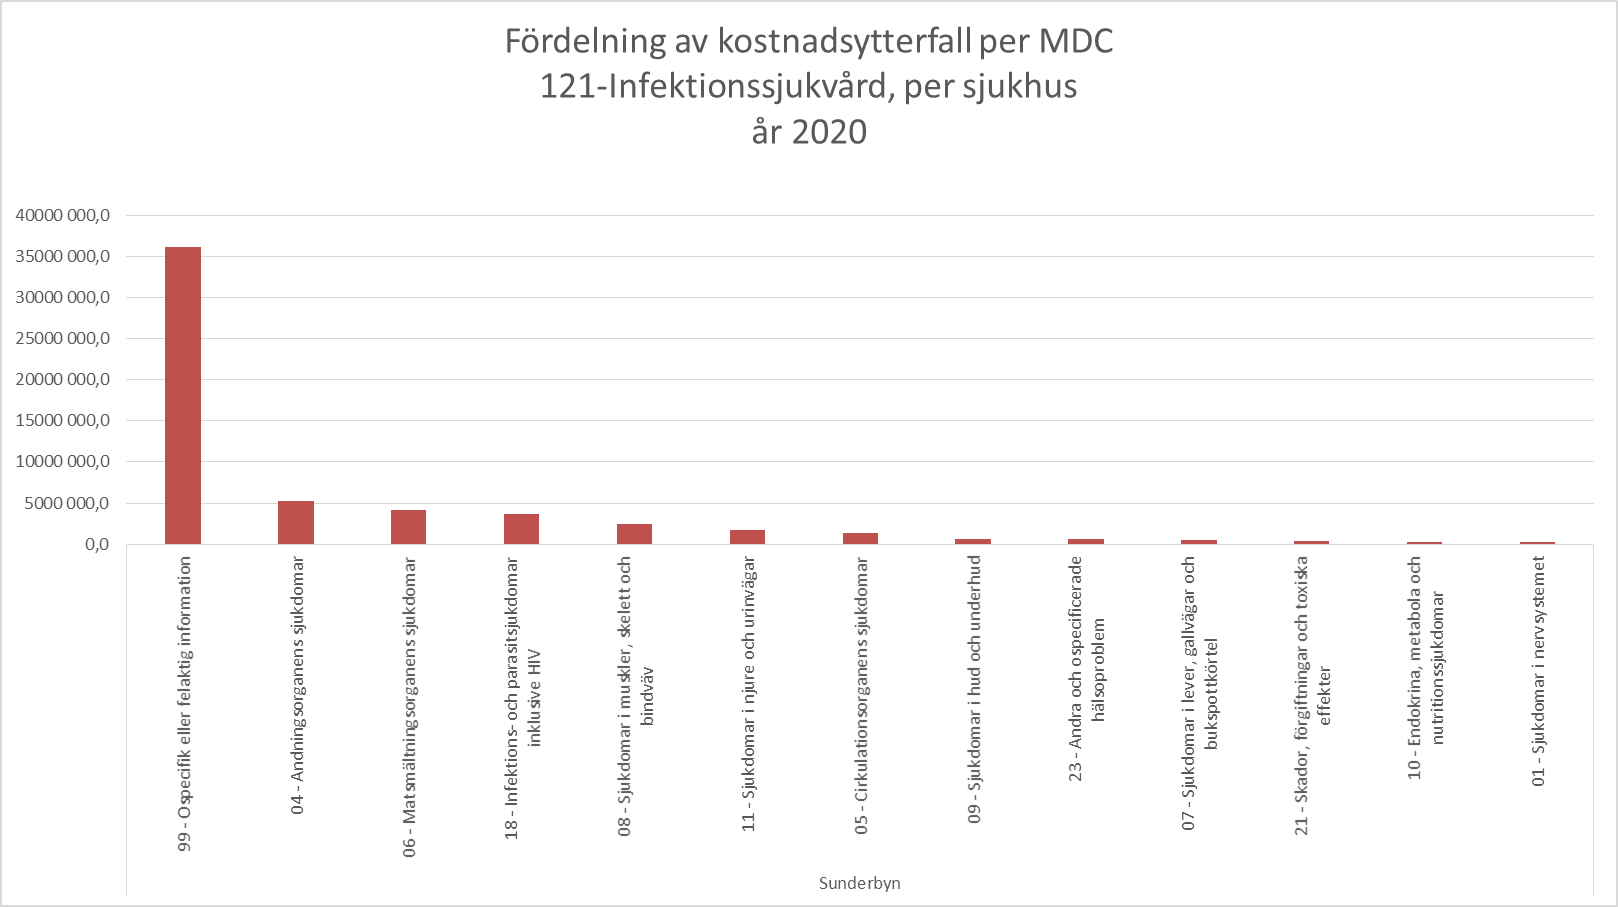 Fördelning av kostnadsytterfall per MDC
121-Infektionssjukvård, per sjukhus
år 2020
40000 000,0
35000 000,0
30000 000,0
25000 000,0
20000 000,0
15000 000,0
10000 000,0
5000 000,0
0,0
99 - Ospecifik eller felaktig information
04 - Andningsorganens sjukdomar
06 - Matsmältningsorganens sjukdomar
18 - Infektions- och parasitsjukdomar
inklusive HIV
08 - Sjukdomar i muskler, skelett och
bindväv
11 - Sjukdomar i njure och urinvägar
05 - Cirkulationsorganens sjukdomar
09 - Sjukdomar i hud och underhud
23 - Andra och ospecificerade
hälsoproblem
07 - Sjukdomar i lever, gallvägar och
bukspottkörtel
21 - Skador, förgiftningar och toxiska
effekter
10 - Endokrina, metabola och
nutritionssjukdomar
01 - Sjukdomar i nervsystemet
Sunderbyn